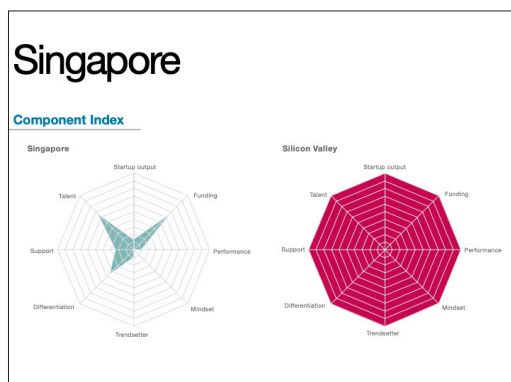 Singapore
Component Index
Singapore
Startup output
Talent
Funding
Support
Performance
Differentiation
Mindset
Trendsetter
Silicon Valley
Startup output
Talent
Funding
Support
Performance
Differentiation
Mindset
Trendsetter